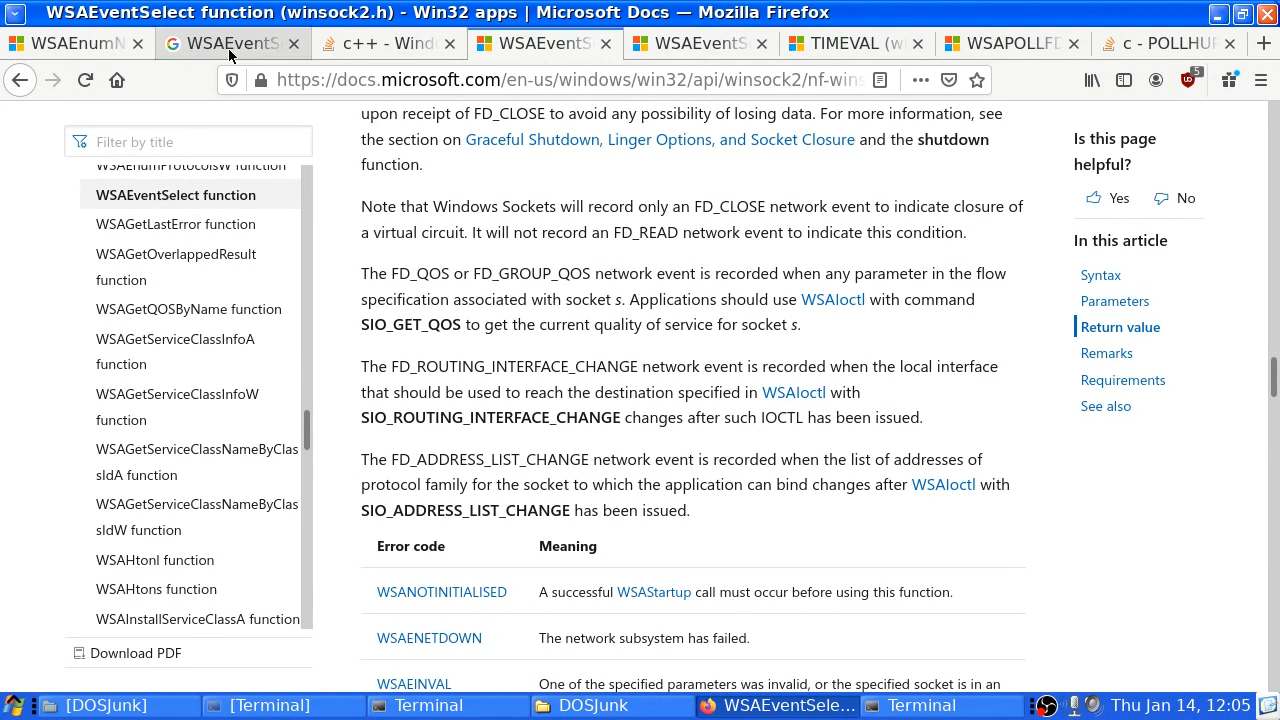 WSAEventSelect function (winsock2.h) - Win32 apps | Microsoft Docs — Mozilla Firefox
WSAEnumN
WSAEventS
c++ - Wind
WSAEventS
WSAEventS
TIMEVAL (w
WSAPOLLFD
c - POLLHU
https://docs.microsoft.com/en-us/windows/win32/api/winsock2/nf-wins
5
Filter by title
WSAEnumProtocolsW function
WSAEventSelect function
WSAGetLastError function
WSAGetOverlappedResult
function
WSAGetQOSByName function
WSAGetServiceClassInfoA
function
WSAGetServiceClassInfoW
function
WSAGetServiceClassNameByClas
sIdA function
WSAGetServiceClassNameByClas
sIdW function
WSAHtonl function
WSAHtons function
WSAInstallServiceClassA function
Download PDF
upon receipt of FD_CLOSE to avoid any possibility of losing data. For more information, see
the section on Graceful Shutdown, Linger Options, and Socket Closure and the shutdown
function.
Note that Windows Sockets will record only an FD_CLOSE network event to indicate closure of
a virtual circuit. It will not record an FD_READ network event to indicate this condition.
The FD_QOS or FD_GROUP_QOS network event is recorded when any parameter in the flow
specification associated with socket s. Applications should use WSAIoctl with command
SIO_GET_QOS to get the current quality of service for socket s.
The FD_ROUTING_INTERFACE_CHANGE network event is recorded when the local interface
that should be used to reach the destination specified in WSAIoctl with
SIO_ROUTING_INTERFACE_CHANGE changes after such IOCTL has been issued.
The FD_ADDRESS_LIST_CHANGE network event is recorded when the list of addresses of
protocol family for the socket to which the application can bind changes after WSAIoctl with
SIO_ADDRESS_LIST_CHANGE has been issued.
Error code Meaning
WSANOTINITIALISED A successful WSAStartup call must occur before using this function.
WSAENETDOWN The network subsystem has failed.
WSAEINVAL One of the specified parameters was invalid, or the specified socket is in an
Is this page
helpful?
Yes No
In this article
Syntax
Parameters
Return value
Remarks
Requirements
See also
[DOSJunk]
[Terminal]
Terminal
DOSJunk
WSAEventSele...
Terminal
Thu Jan 14, 12:05